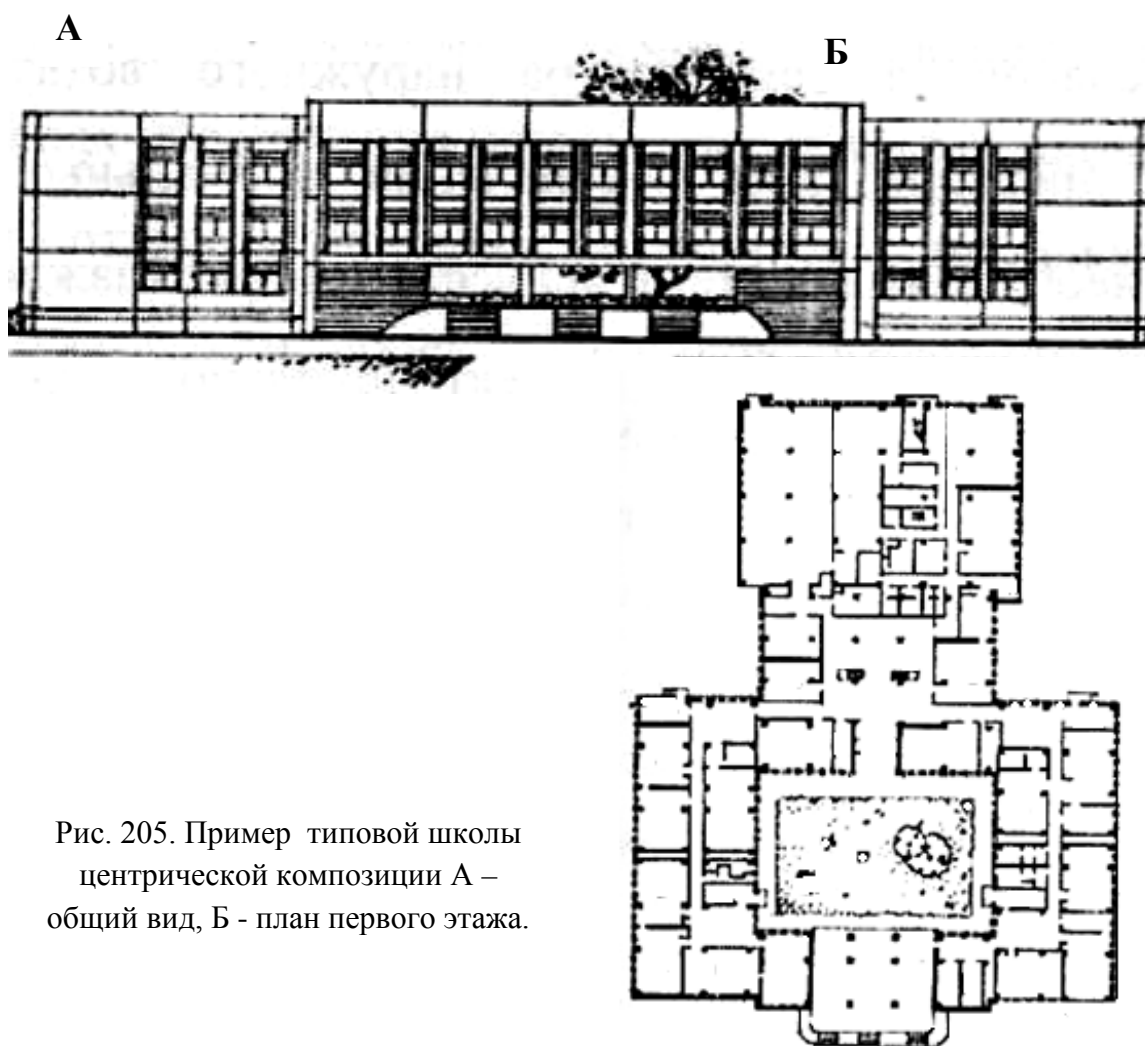 А
Б
Рис. 205. Пример типовой школы
центрической композиции А –
общий вид, Б - план первого этажа.